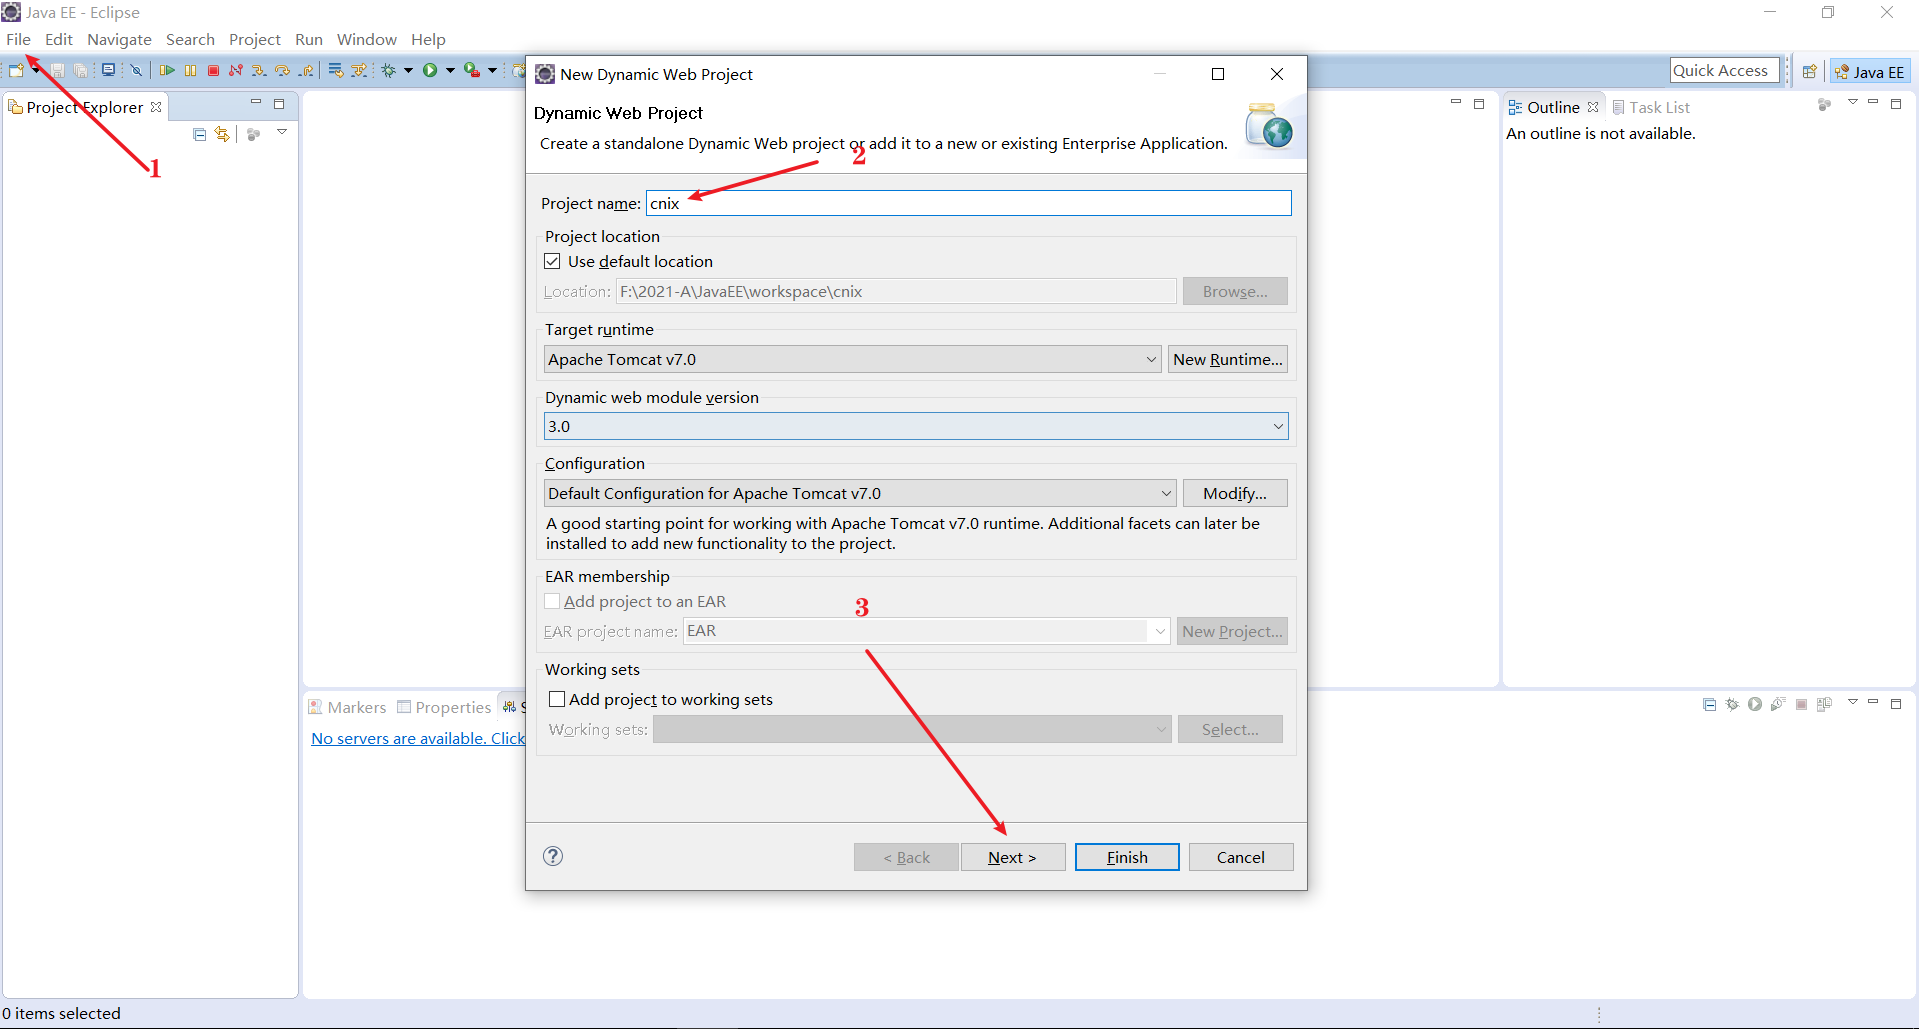 Java EE - Eclipse
File Edit Navigate Search Project Run Window Help
Quick Access
Java EE
Project Explorer
1
New Dynamic Web Project
Dynamic Web Project
Create a standalone Dynamic Web project or add it to a new or existing Enterprise Application.
2
Project name: cnix
Project location
Use default location
Location: F:\2021-A\JavaEE\workspace\cnix Browse...
Target runtime
Apache Tomcat v7.0 New Runtime...
Dynamic web module version
3.0
Configuration
Default Configuration for Apache Tomcat v7.0 Modify...
A good starting point for working with Apache Tomcat v7.0 runtime. Additional facets can later be
installed to add new functionality to the project.
EAR membership
Add project to an EAR
3
EAR project name: EAR New Project...
Working sets
Add project to working sets
Working sets: Select...
? < Back Next > Finish Cancel
Outline Task List
An outline is not available.
Markers Properties S
No servers are available. Click
0 items selected